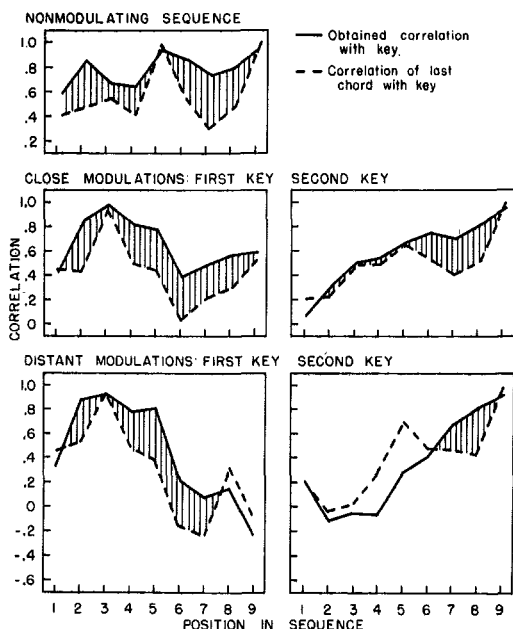 NONMODULATING SEQUENCE
Obtained correlation
with key.
Correlation of last
chord with key
1.0
.8
.6
.4
.2
CLOSE MODULATIONS: FIRST KEY
SECOND KEY
CORRELATION
1.0
.8
.6
.4
.2
0
DISTANT MODULATIONS: FIRST KEY
SECOND KEY
1.0
.8
.6
.4
.2
0
-.2
-.4
-.6
1 2 3 4 5 6 7 8 9
1 2 3 4 5 6 7 8 9
POSITION IN SEQUENCE